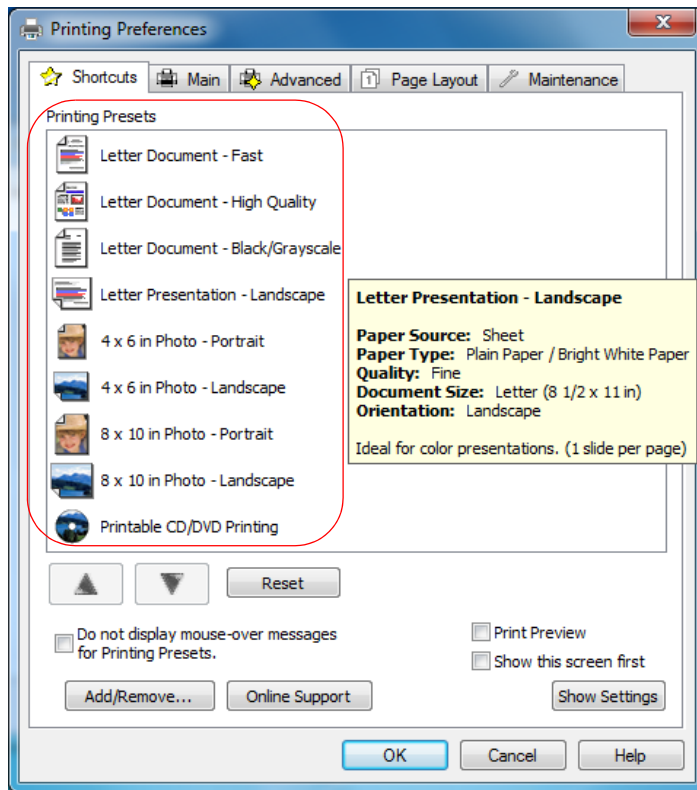 Printing Preferences
Shortcuts
Main
Advanced
1
Page Layout
Maintenance
Printing Presets
Letter Document - Fast
Letter Document - High Quality
Letter Document - Black/Grayscale
Letter Presentation - Landscape
4 x 6 in Photo - Portrait
4 x 6 in Photo - Landscape
8 x 10 in Photo - Portrait
8 x 10 in Photo - Landscape
Printable CD/DVD Printing
Letter Presentation - Landscape
Paper Source: Sheet
Paper Type: Plain Paper / Bright White Paper
Quality: Fine
Document Size: Letter (8 1/2 x 11 in)
Orientation: Landscape
Ideal for color presentations. (1 slide per page)
Reset
Do not display mouse-over messages
for Printing Presets.
Print Preview
Show this screen first
Add/Remove...
Online Support
Show Settings
OK
Cancel
Help